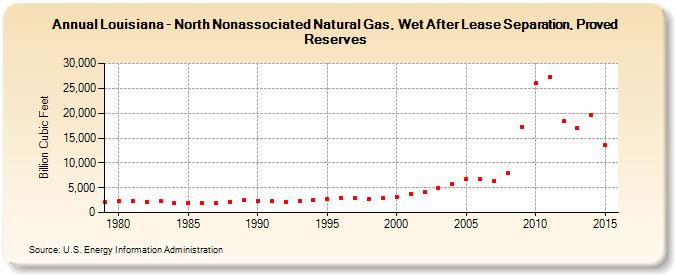 Annual Louisiana - North Nonassociated Natural Gas, Wet After Lease Separation, Proved
Reserves
Billion Cubic Feet
30,000
25,000
20,000
15,000
10,000
5,000
0
1980 1985 1990 1995 2000 2005 2010 2015
Source: U.S. Energy Information Administration